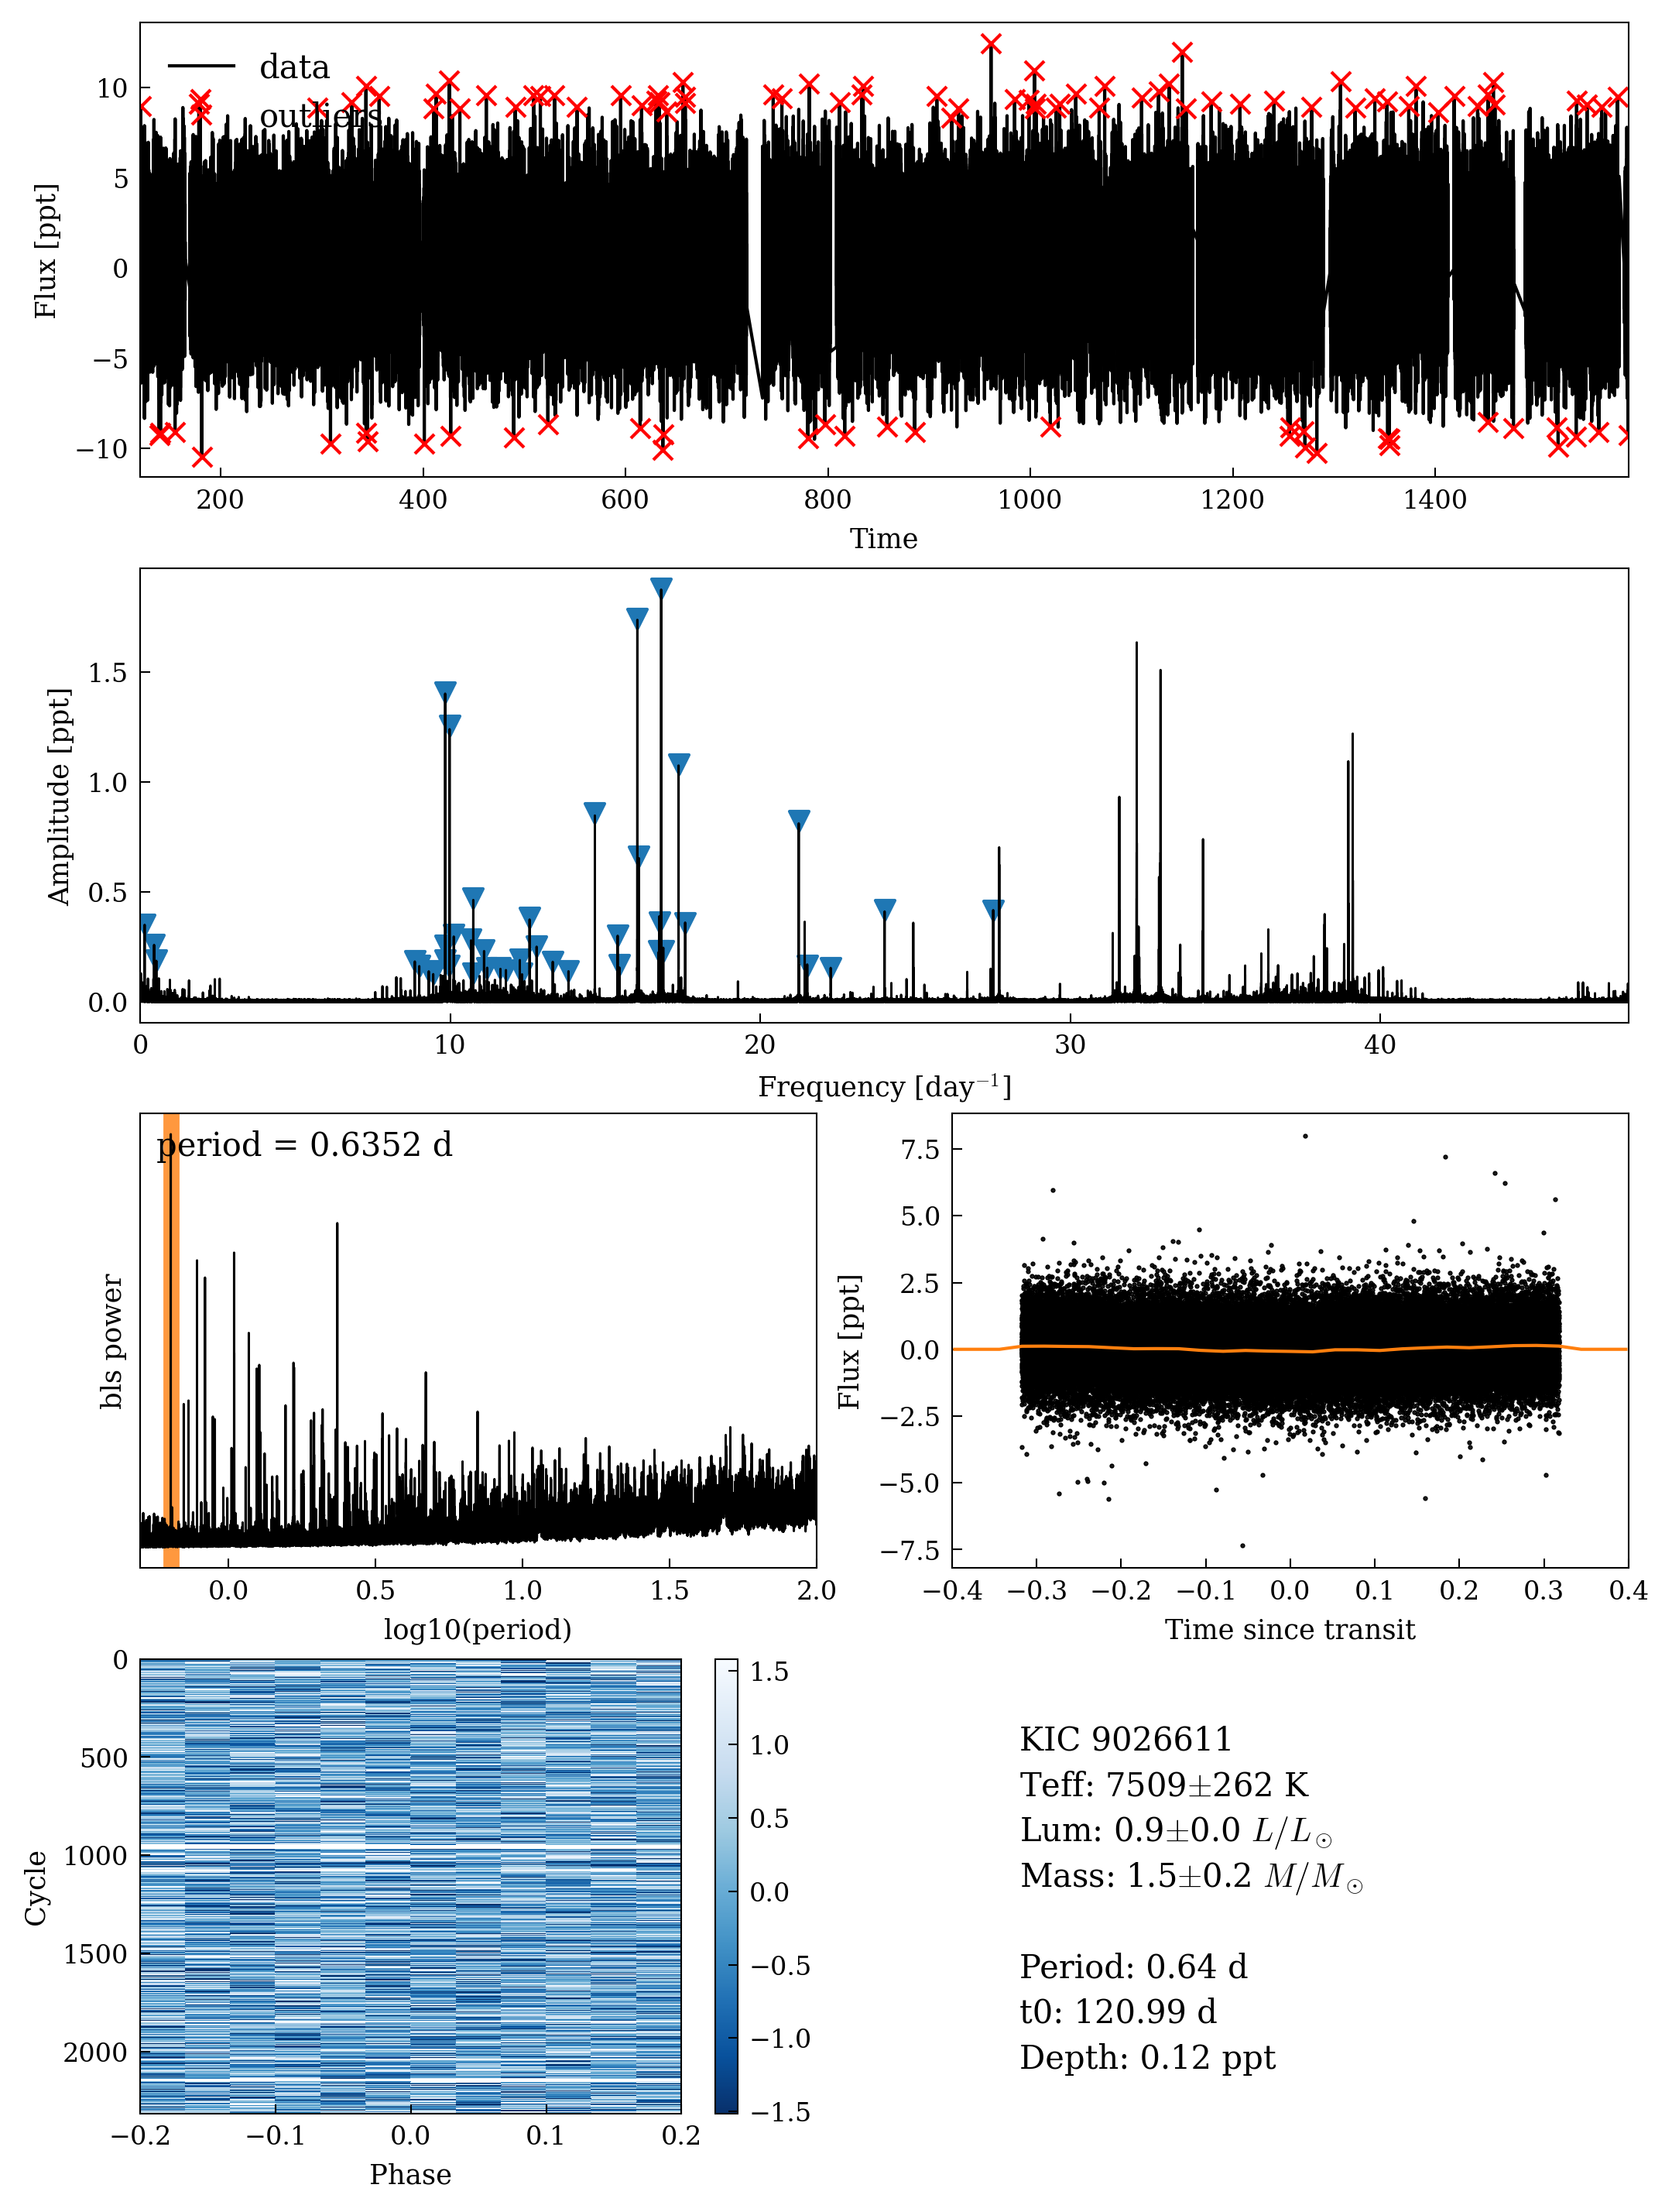 data
outliers
10
5
0
−5
−10
Flux [ppt]
200 400 600 800 1000 1200 1400
Time
1.5
1.0
0.5
0.0
Amplitude [ppt]
0 10 20 30 40
Frequency [day⁻¹]
period = 0.6352 d
bls power
0.0 0.5 1.0 1.5 2.0
log10(period)
7.5
5.0
2.5
0.0
−2.5
−5.0
−7.5
Flux [ppt]
−0.4 −0.3 −0.2 −0.1 0.0 0.1 0.2 0.3 0.4
Time since transit
0
500
1000
1500
2000
Cycle
−0.2 −0.1 0.0 0.1 0.2
Phase
1.5
1.0
0.5
0.0
−0.5
−1.0
−1.5
KIC 9026611
Teff: 7509±262 K
Lum: 0.9±0.0 L/L☉
Mass: 1.5±0.2 M/M☉
Period: 0.64 d
t0: 120.99 d
Depth: 0.12 ppt